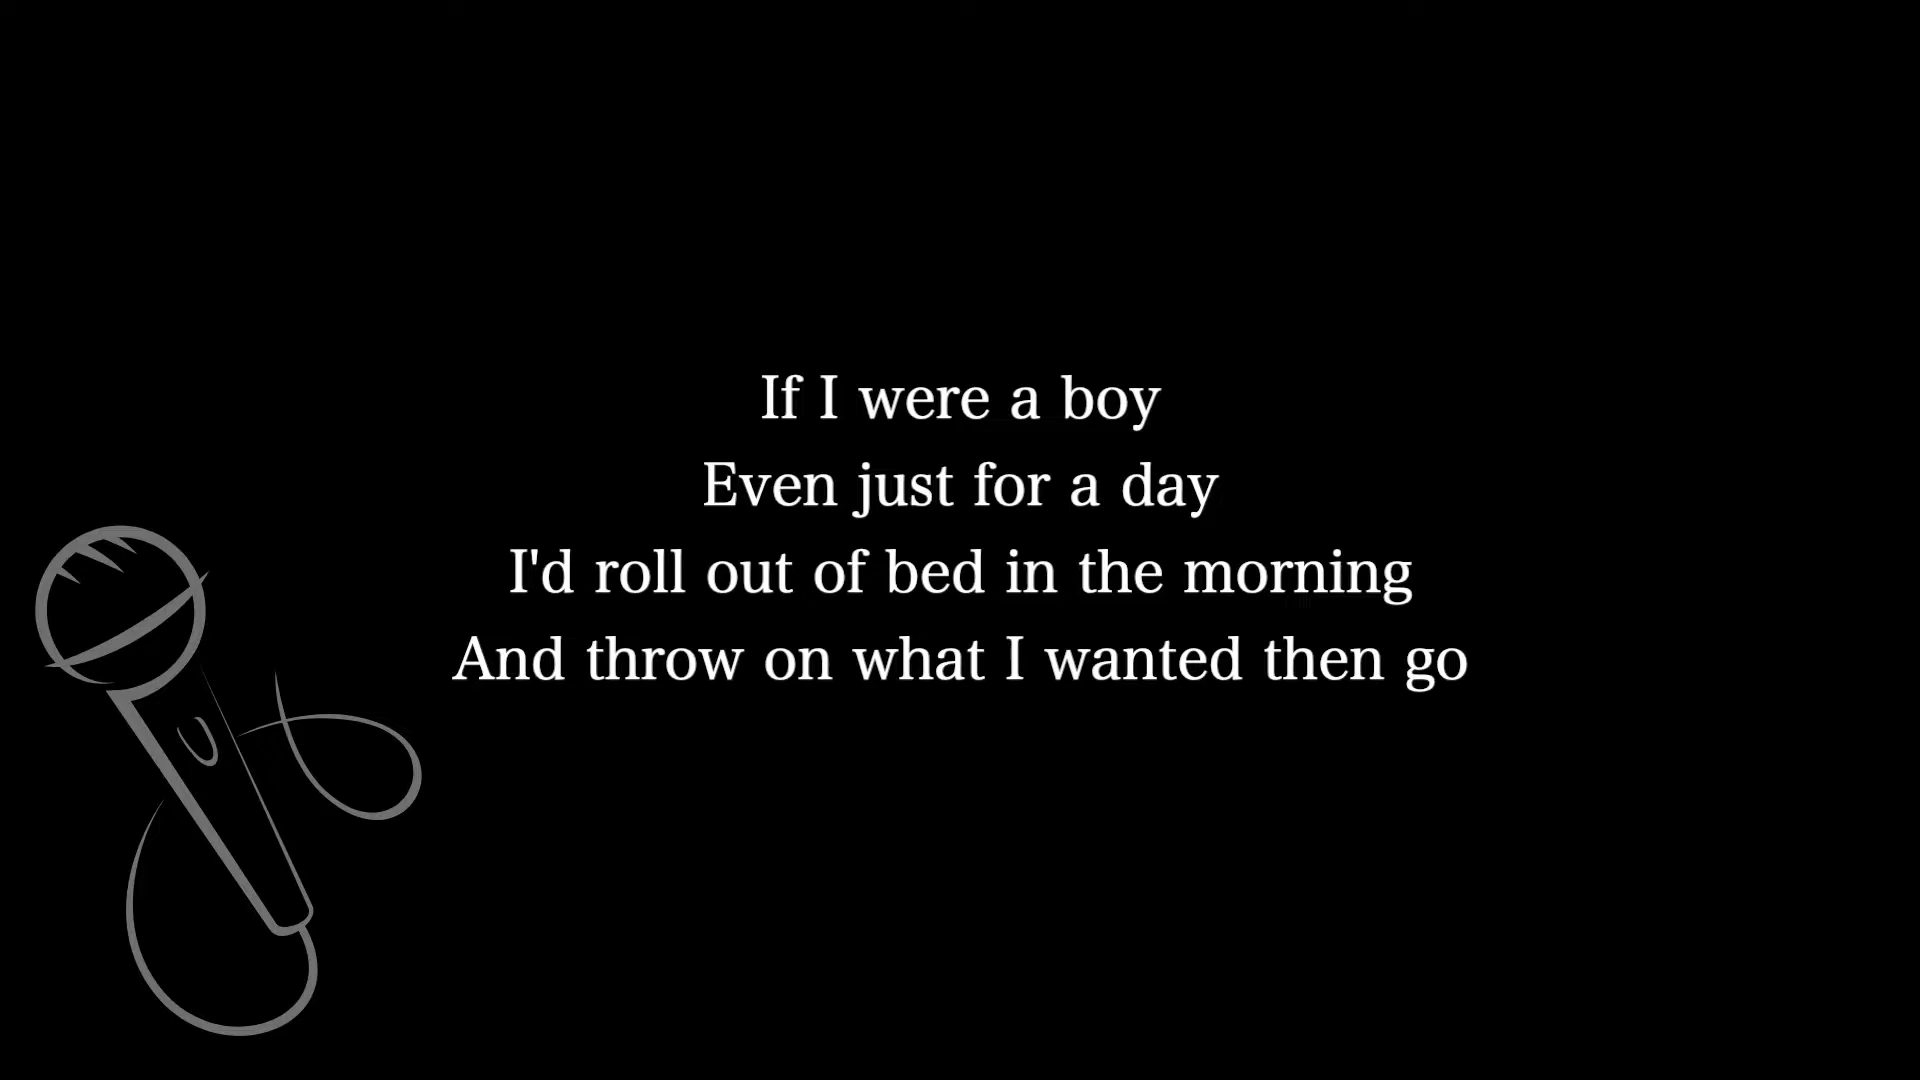 If I were a boy
Even just for a day
I'd roll out of bed in the morning
And throw on what I wanted then go